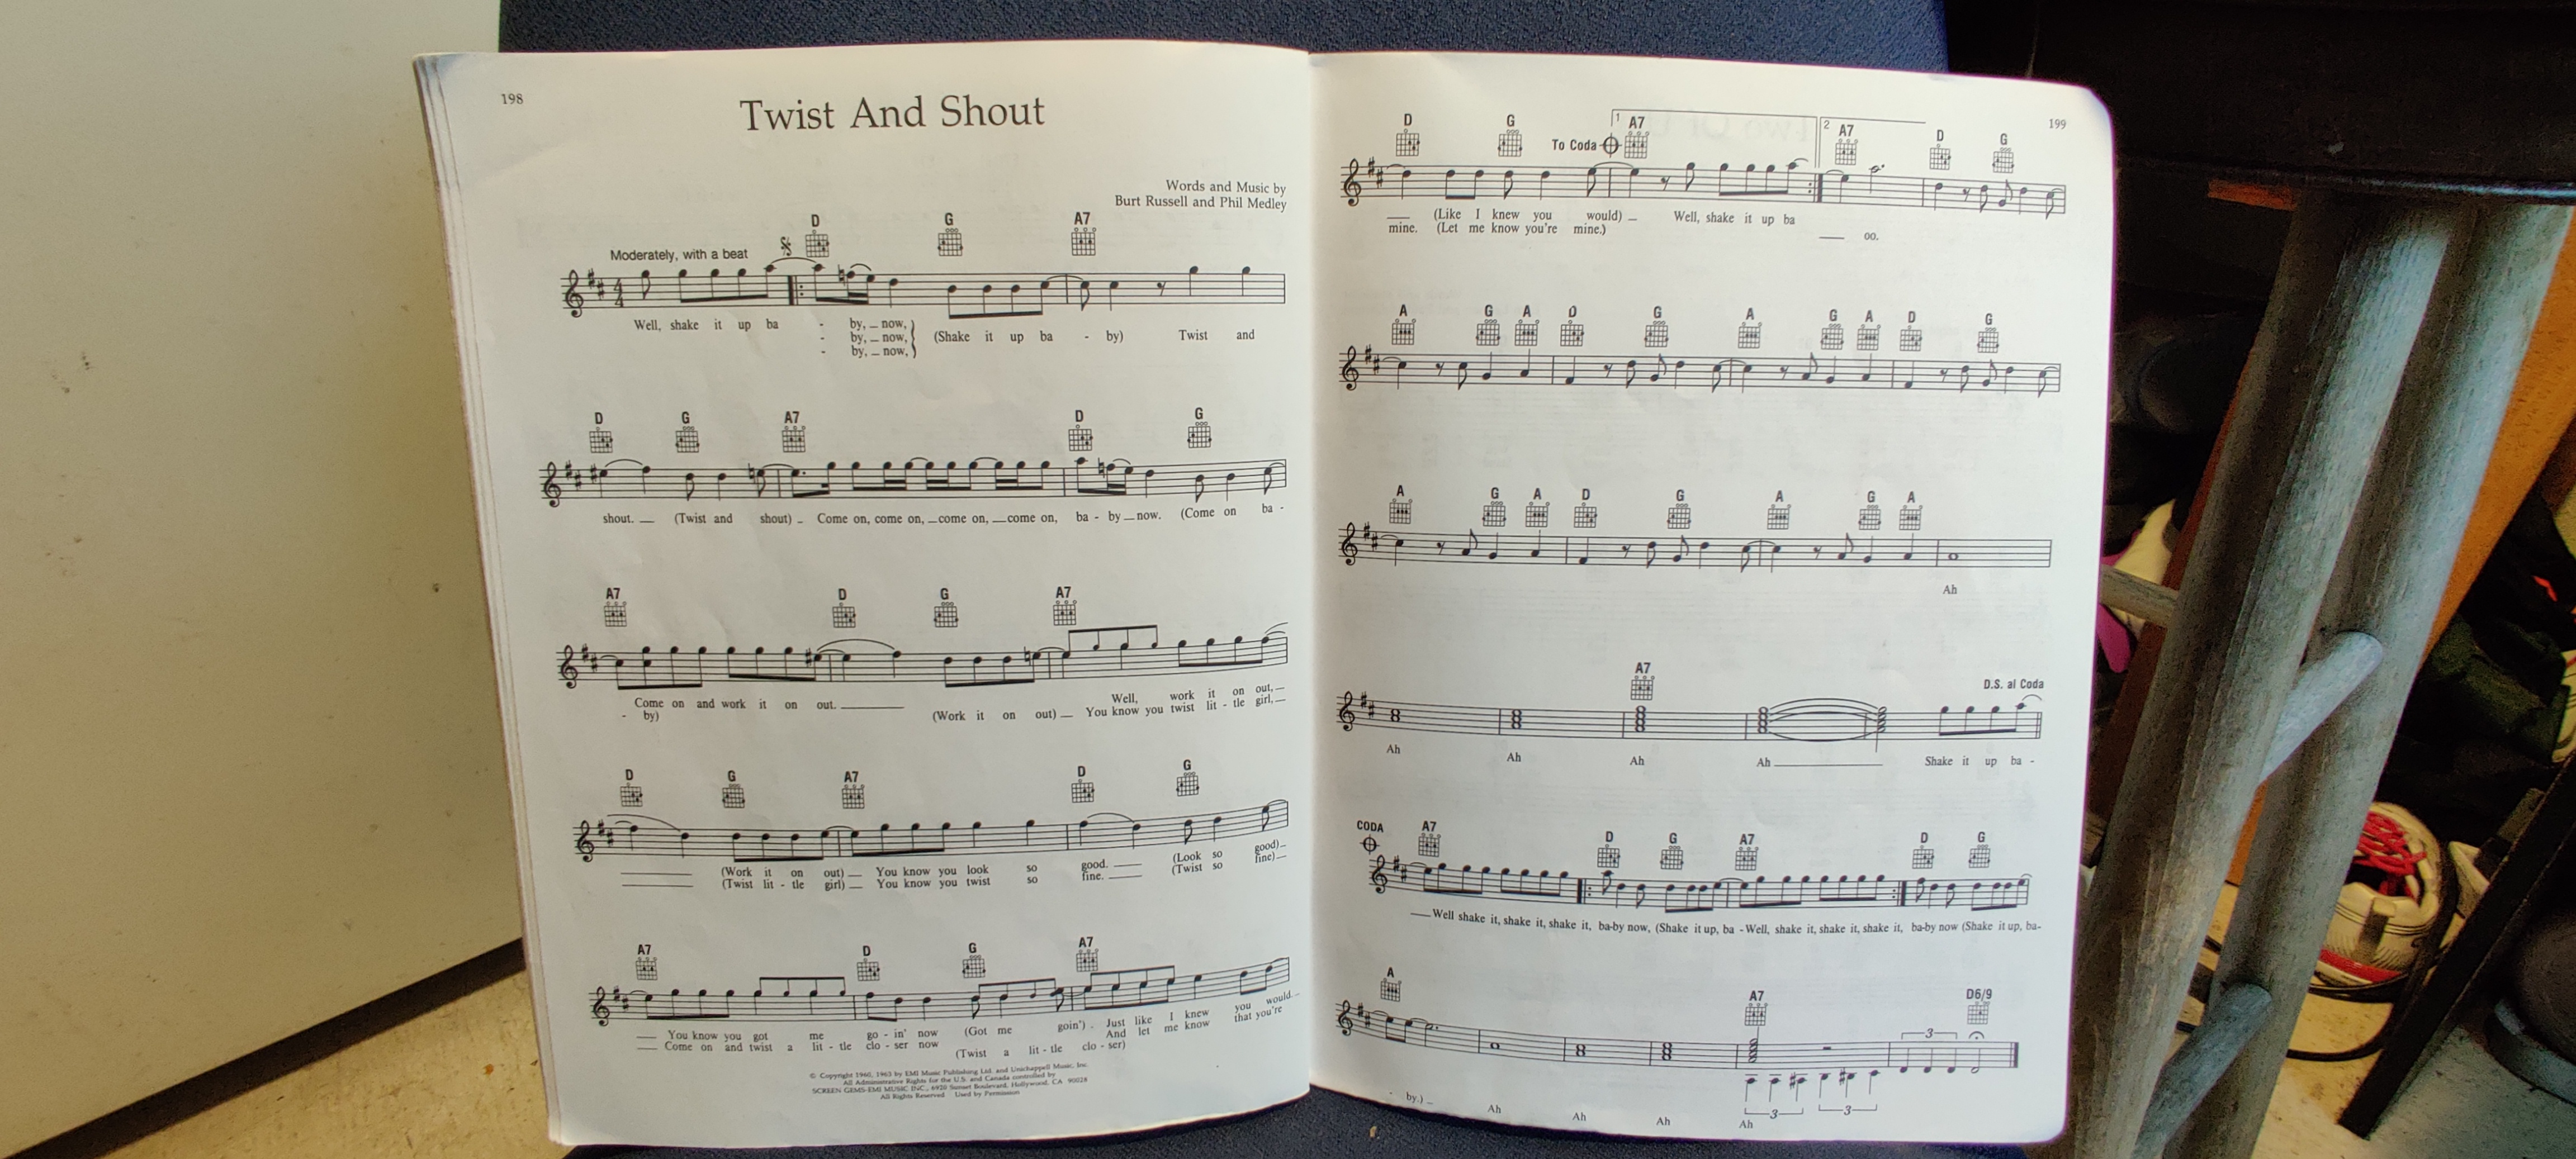 198
Twist And Shout
Words and Music by
Burt Russell and Phil Medley
D G A7
Moderately, with a beat
Well, shake it up ba - by, _ now, (Shake it up ba - by) Twist and
- by, _ now,
- by, _ now,
D G A7 D G
shout. _ (Twist and shout) _ Come on, come on, _ come on, _ come on, ba - by _ now. (Come on ba -
A7 D G A7
Come on and work it on out. _ Well, work it on out, _
- by) (Work it on out) _ You know you twist lit - tle girl, _
D G A7 D G
_ (Work it on out) _ You know you look so good. _ (Look so good) _
_ (Twist lit - tle girl) _ You know you twist so fine. _ (Twist so fine) _
A7 D G A7
_ You know you got me go - in' now (Got me goin') . Just like I knew you would _
_ Come on and twist a lit - tle clo - ser now (Twist a lit - tle clo - ser) And let me know that you're
© Copyright 1960, 1963 by EMI Music Publishing Ltd. and Unichappell Music, Inc.
All Administrative Rights for the U.S. and Canada controlled by
SCREEN GEMS-EMI MUSIC INC., 6920 Sunset Boulevard, Hollywood, CA 90028
All Rights Reserved Used by Permission
199
D G To Coda 1 A7 2 A7 D G
_ (Like I knew you would) _ Well, shake it up ba
mine. (Let me know you're mine.) _ oo.
A G A D G A G A D G
A G A D G A G A
Ah
A7 D.S. al Coda
Ah Ah Ah Ah _ Shake it up ba -
CODA A7 D G A7 D G
_ Well shake it, shake it, shake it, ba-by now, (Shake it up, ba - Well, shake it, shake it, shake it, ba-by now (Shake it up, ba-
A A7 D6/9
3
3 3
- by.) _ Ah Ah Ah Ah